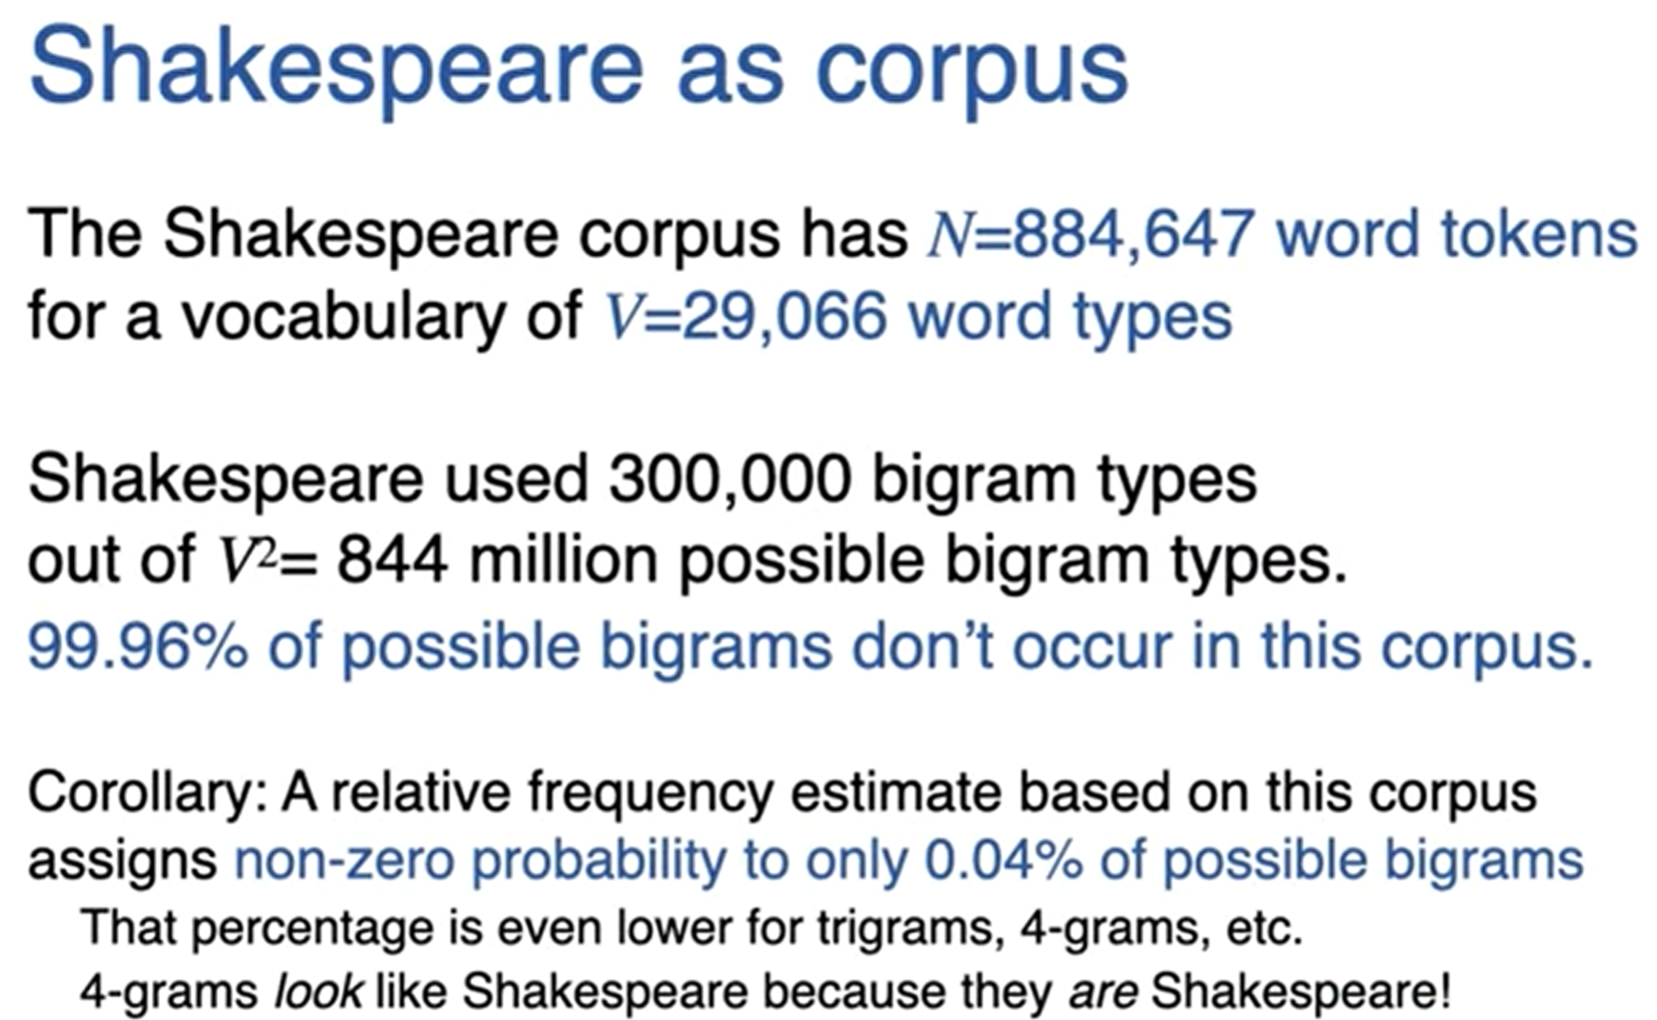 Shakespeare as corpus
The Shakespeare corpus has N=884,647 word tokens
for a vocabulary of V=29,066 word types
Shakespeare used 300,000 bigram types
out of V²= 844 million possible bigram types.
99.96% of possible bigrams don’t occur in this corpus.
Corollary: A relative frequency estimate based on this corpus
assigns non-zero probability to only 0.04% of possible bigrams
That percentage is even lower for trigrams, 4-grams, etc.
4-grams look like Shakespeare because they are Shakespeare!